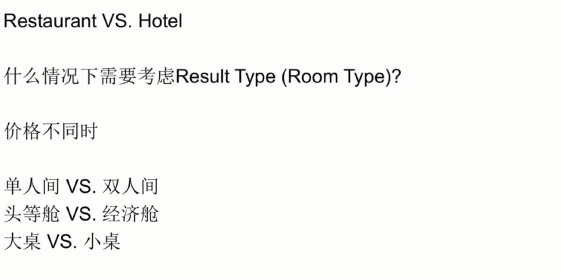 Restaurant VS. Hotel
什么情况下需要考虑Result Type (Room Type)?
价格不同时
单人间 VS. 双人间
头等舱 VS. 经济舱
大桌 VS. 小桌